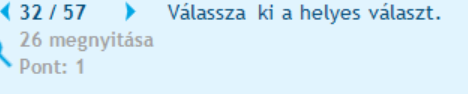 32 / 57 Válassza ki a helyes választ.
26 megnyitása
Pont: 1